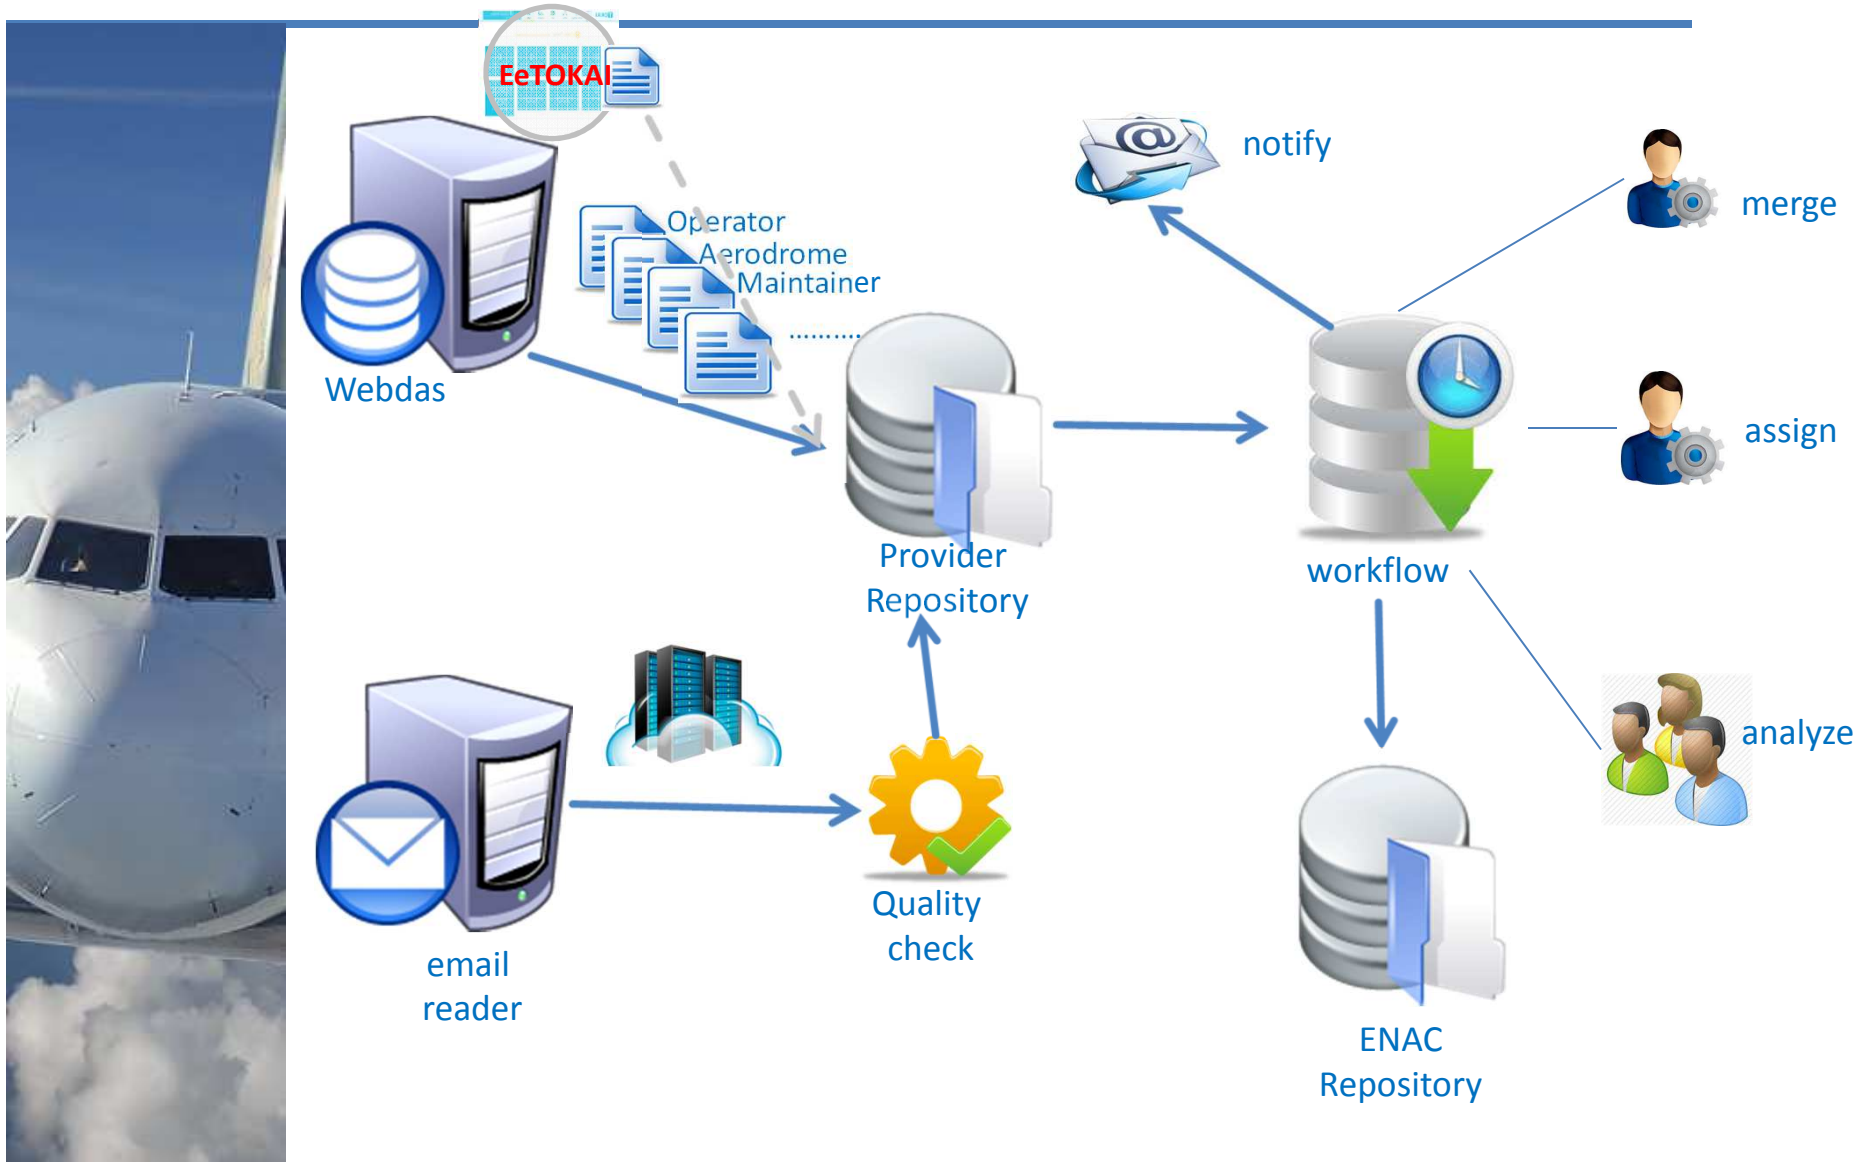 EeTOKAI
notify
merge
Operator
Aerodrome
Maintainer
...........
Webdas
assign
Provider
Repository
workflow
analyze
Quality
check
email
reader
ENAC
Repository